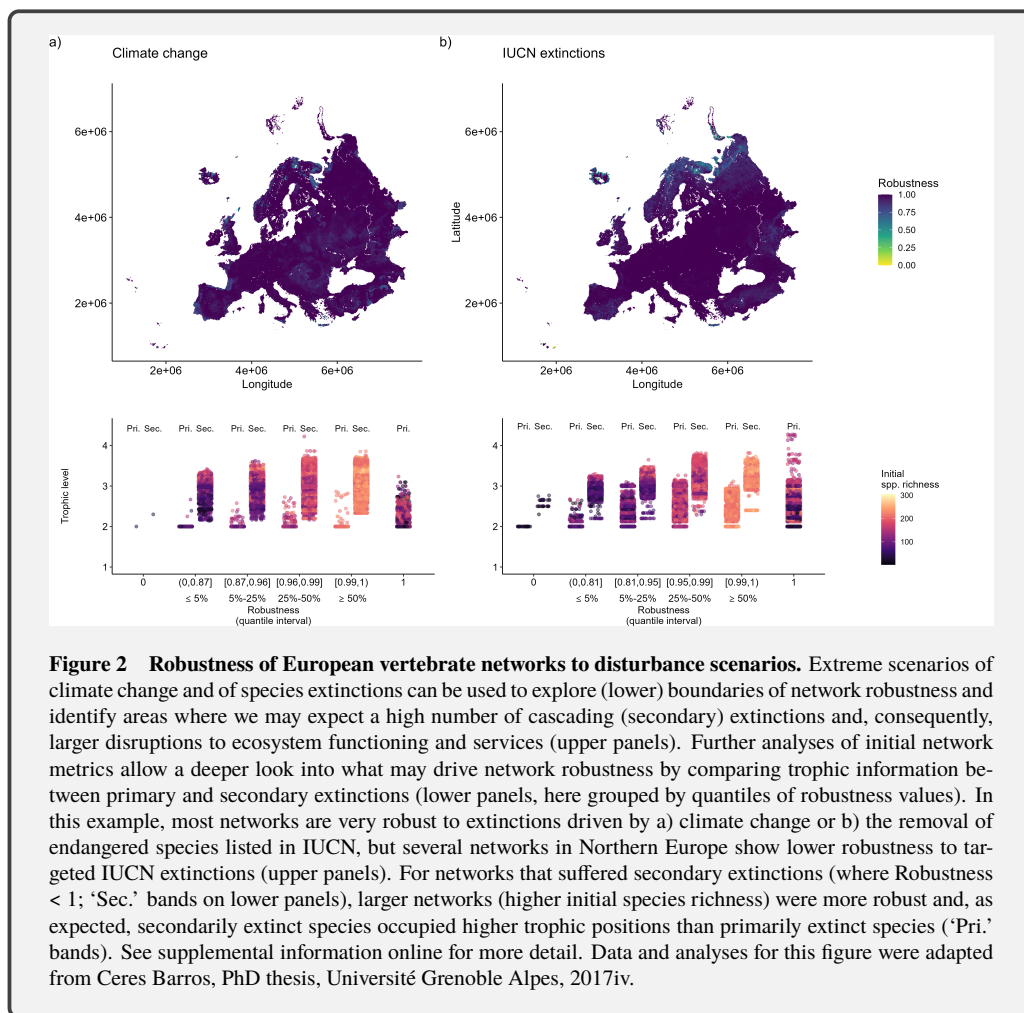 a)
Climate change
b)
IUCN extinctions
6e+06
4e+06
2e+06
2e+06 4e+06 6e+06
Longitude
6e+06
4e+06
2e+06
Latitude
2e+06 4e+06 6e+06
Longitude
Robustness
1.00
0.75
0.50
0.25
0.00
Pri. Sec. Pri. Sec. Pri. Sec. Pri. Sec. Pri. Sec. Pri.
4
3
2
1
Trophic level
0 (0,0.87] [0.87,0.96] [0.96,0.99] [0.99,1) 1
≤ 5% 5%-25% 25%-50% ≥ 50%
Robustness
(quantile interval)
Pri. Sec. Pri. Sec. Pri. Sec. Pri. Sec. Pri. Sec. Pri.
4
3
2
1
0 (0,0.81] [0.81,0.95] [0.95,0.99] [0.99,1) 1
≤ 5% 5%-25% 25%-50% ≥ 50%
Robustness
(quantile interval)
Initial
spp. richness
300
200
100
Figure 2 Robustness of European vertebrate networks to disturbance scenarios. Extreme scenarios of
climate change and of species extinctions can be used to explore (lower) boundaries of network robustness and
identify areas where we may expect a high number of cascading (secondary) extinctions and, consequently,
larger disruptions to ecosystem functioning and services (upper panels). Further analyses of initial network
metrics allow a deeper look into what may drive network robustness by comparing trophic information be-
tween primary and secondary extinctions (lower panels, here grouped by quantiles of robustness values). In
this example, most networks are very robust to extinctions driven by a) climate change or b) the removal of
endangered species listed in IUCN, but several networks in Northern Europe show lower robustness to tar-
geted IUCN extinctions (upper panels). For networks that suffered secondary extinctions (where Robustness
< 1; ‘Sec.’ bands on lower panels), larger networks (higher initial species richness) were more robust and, as
expected, secondarily extinct species occupied higher trophic positions than primarily extinct species (‘Pri.’
bands). See supplemental information online for more detail. Data and analyses for this figure were adapted
from Ceres Barros, PhD thesis, Université Grenoble Alpes, 2017iv.